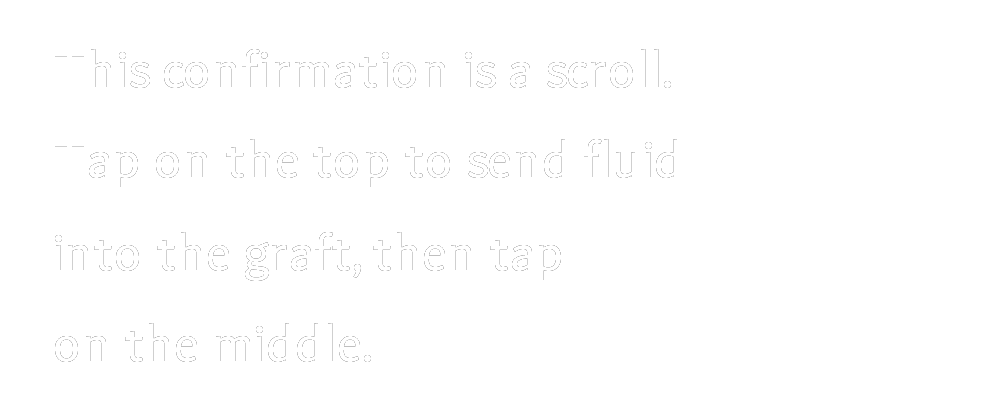 This confirmation is a scroll.
Tap on the top to send fluid
into the graft, then tap
on the middle.